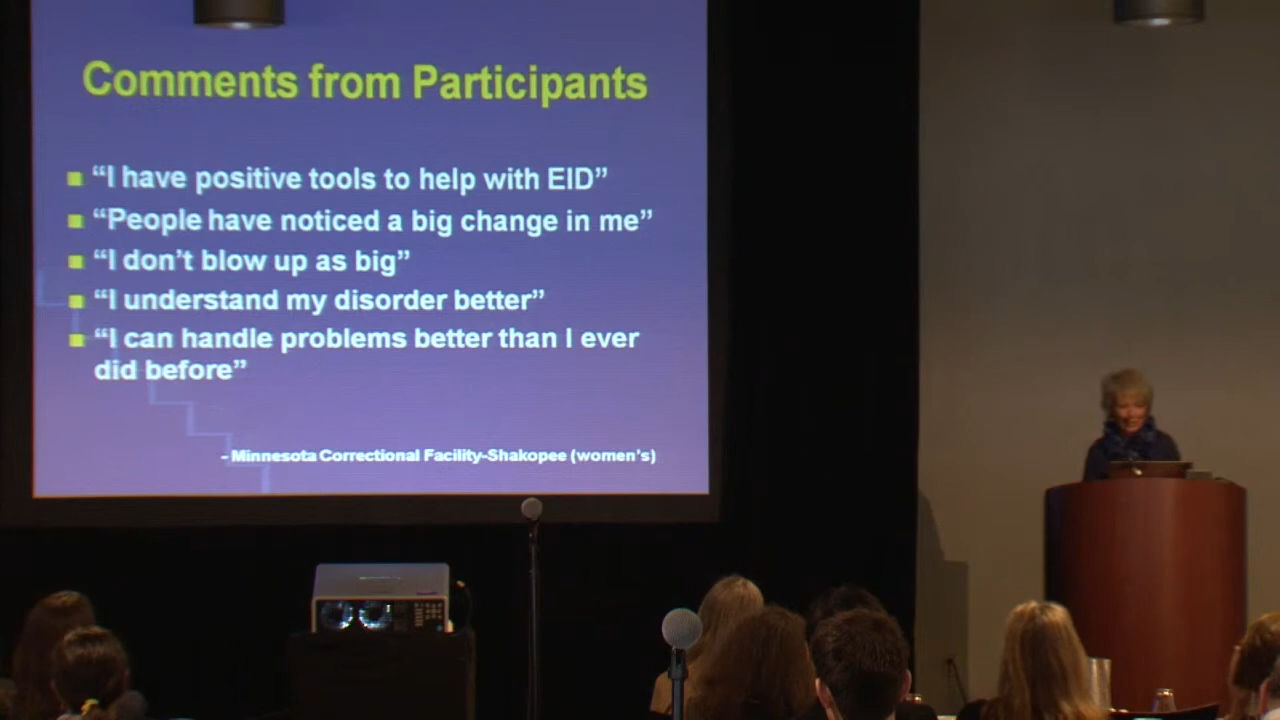 Comments from Participants
“I have positive tools to help with EID”
“People have noticed a big change in me”
“I don’t blow up as big”
“I understand my disorder better”
“I can handle problems better than I ever
did before”
- Minnesota Correctional Facility-Shakopee (women’s)